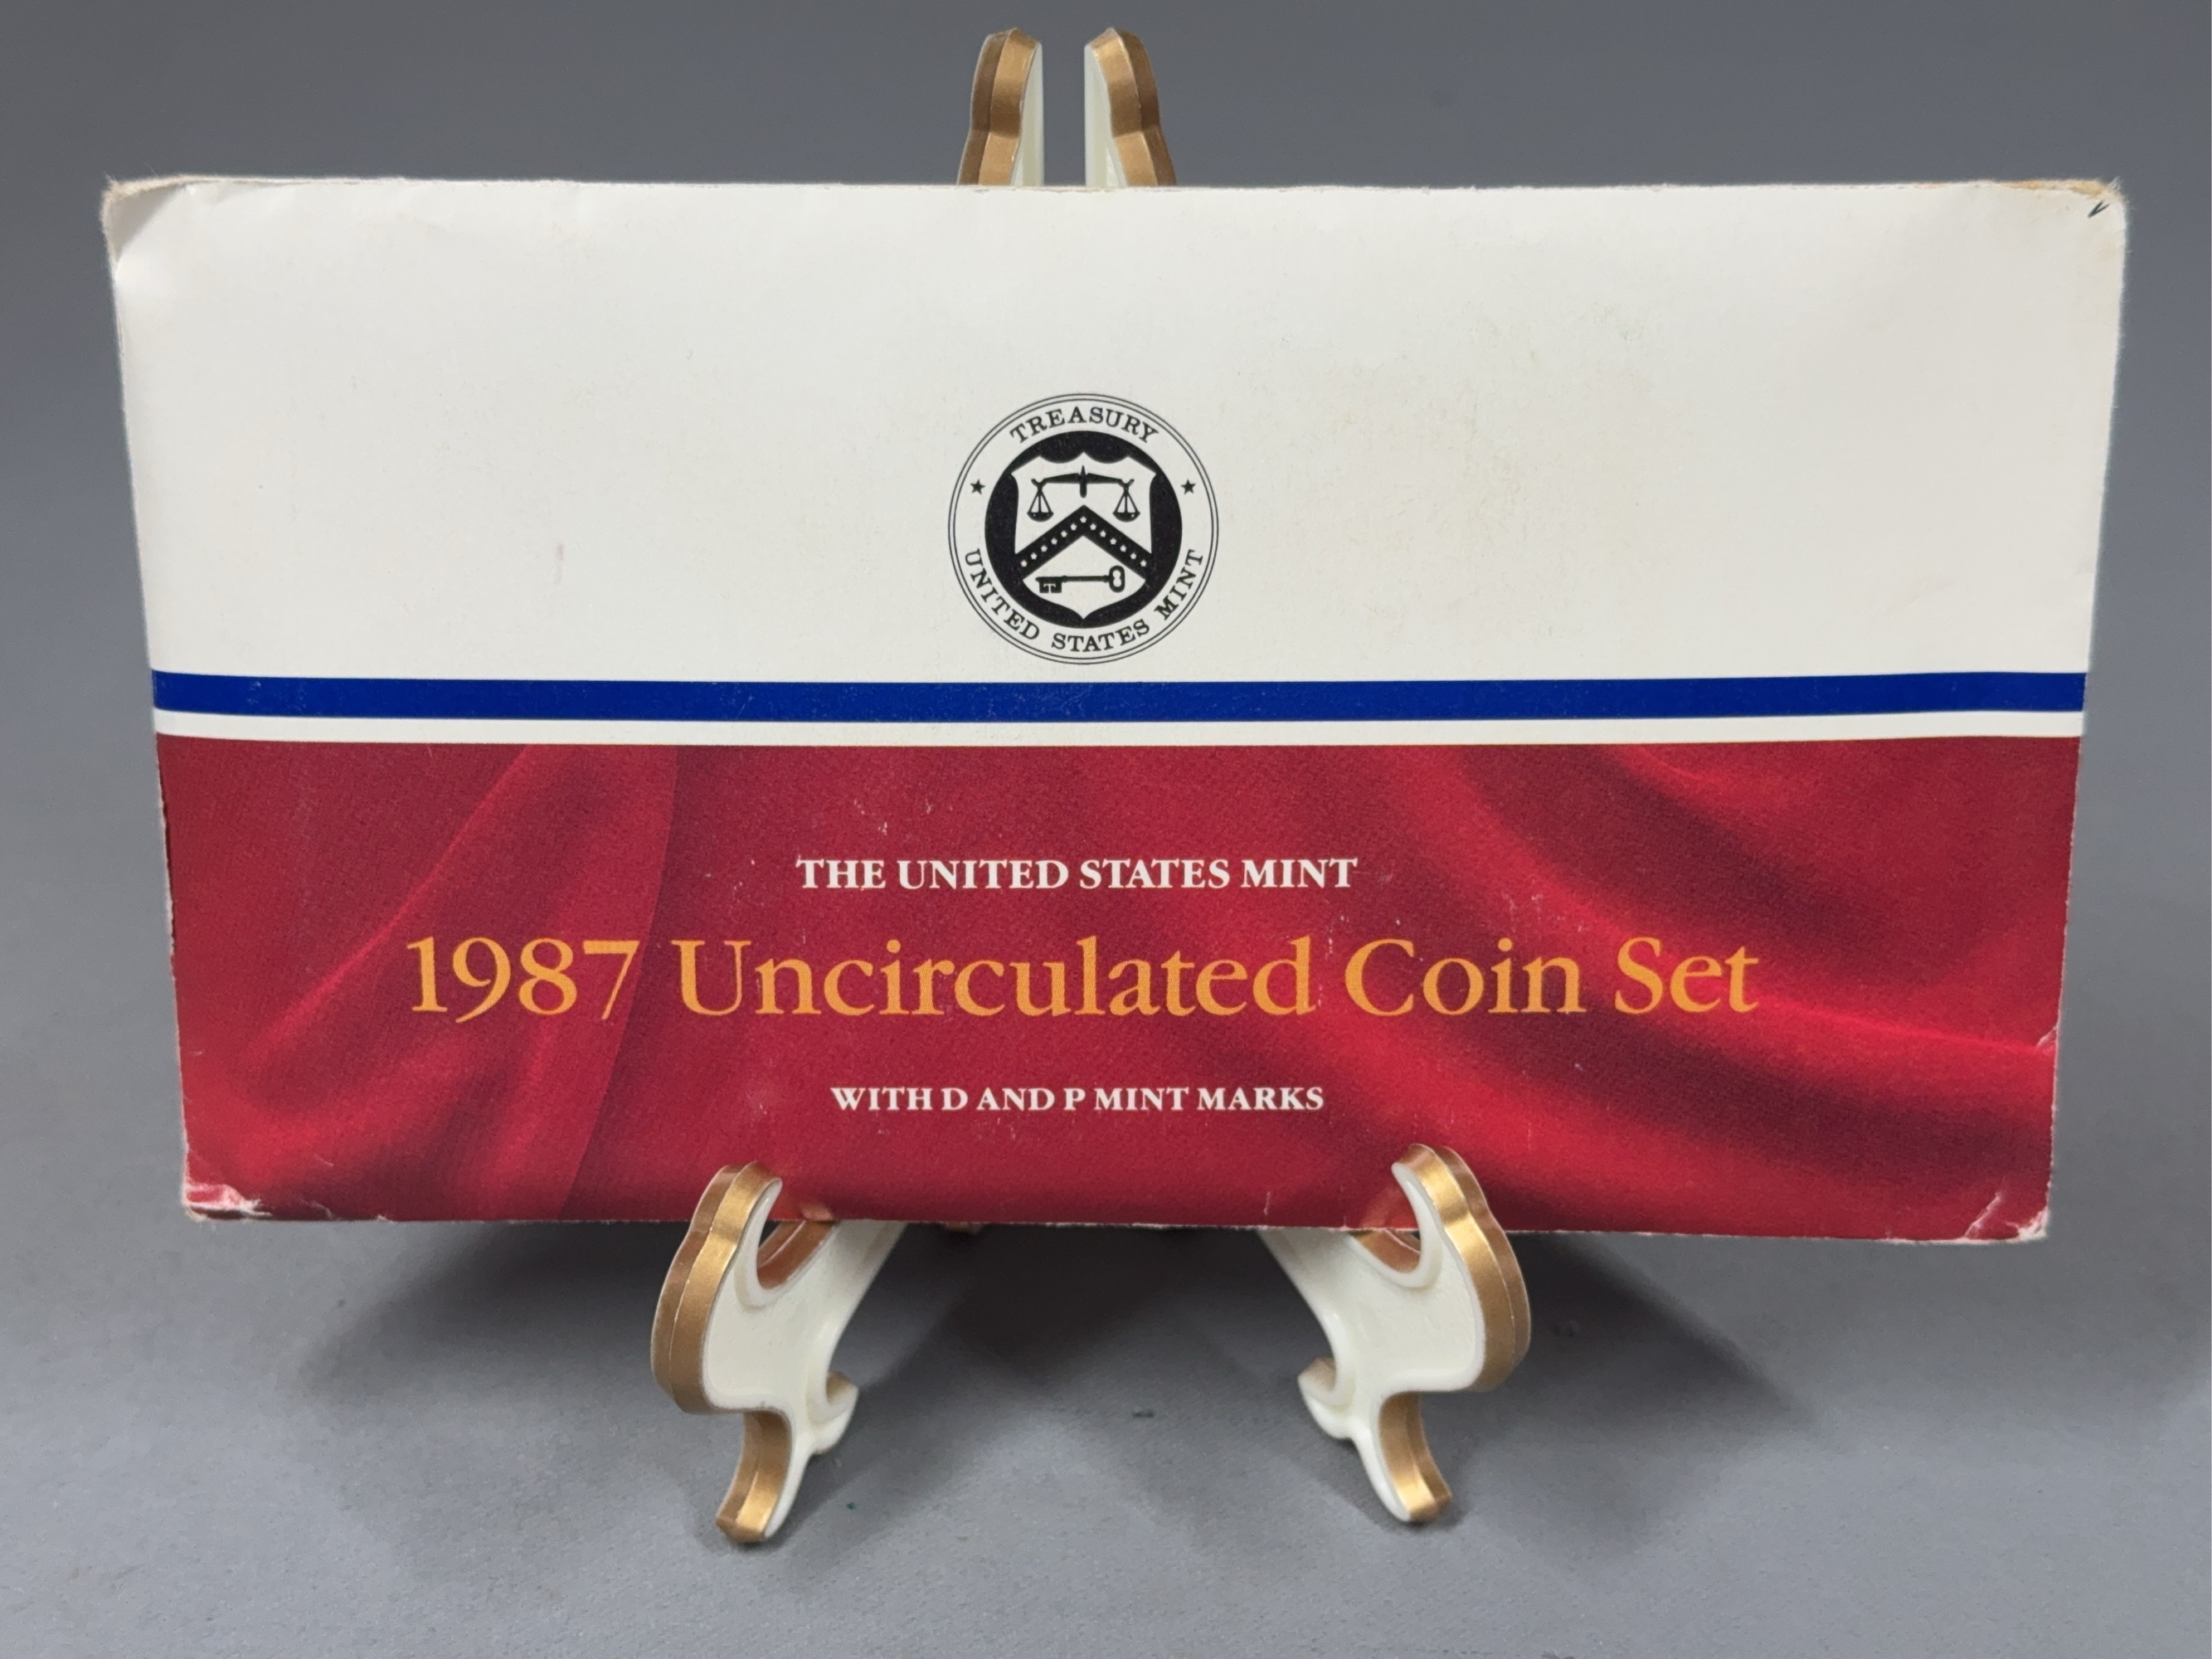 TREASURY
UNITED STATES MINT
THE UNITED STATES MINT
1987 Uncirculated Coin Set
WITH D AND P MINT MARKS